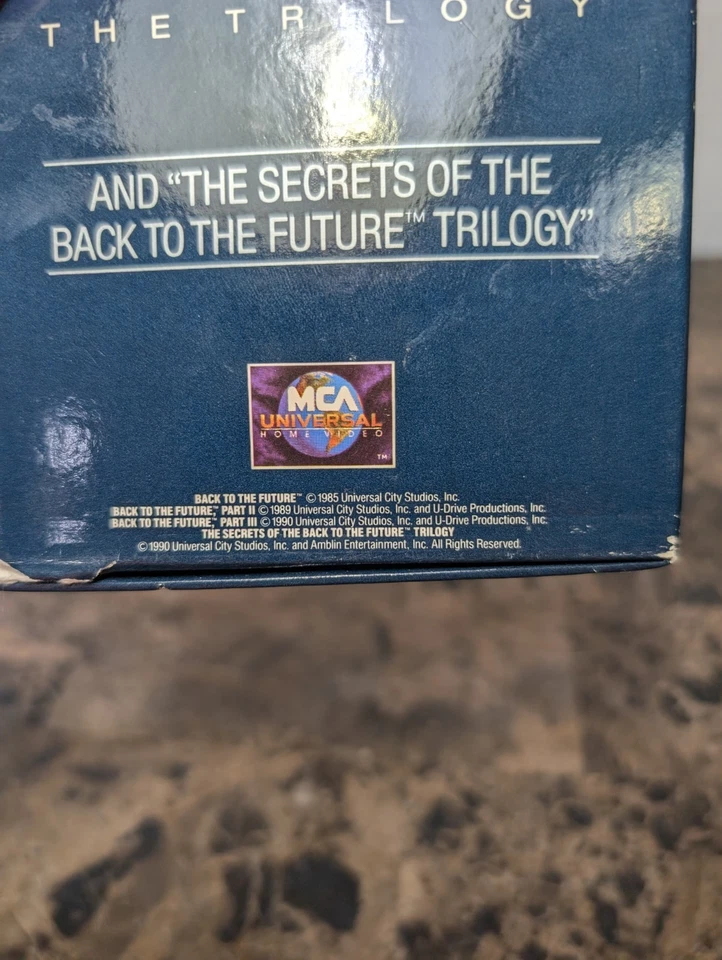 THE TRILOGY
AND “THE SECRETS OF THE
BACK TO THE FUTURE™ TRILOGY”
MCA
UNIVERSAL
HOME VIDEO
TM
BACK TO THE FUTURE™ © 1985 Universal City Studios, Inc.
BACK TO THE FUTURE,™ PART II © 1989 Universal City Studios, Inc. and U-Drive Productions, Inc.
BACK TO THE FUTURE,™ PART III © 1990 Universal City Studios, Inc. and U-Drive Productions, Inc.
THE SECRETS OF THE BACK TO THE FUTURE™ TRILOGY
© 1990 Universal City Studios, Inc. and Amblin Entertainment, Inc. All Rights Reserved.